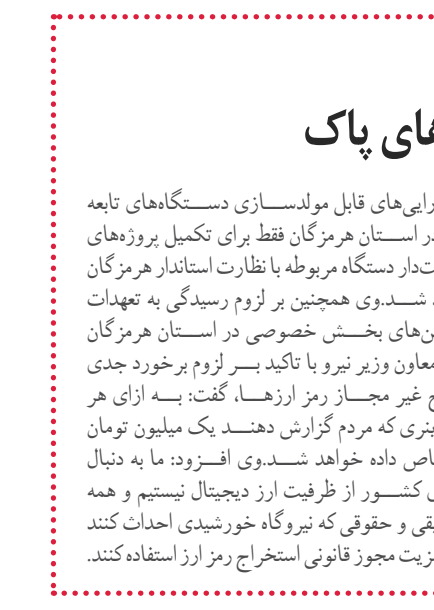 های پاک
رایی‌های قابل مولدســازی دســتگاه‌های تابعه
در اســتان هرمزگان فقط برای تکمیل پروژه‌های
ت‌دار دستگاه مربوطه با نظارت استاندار هرمزگان
شــد.وی همچنین بر لزوم رسیدگی به تعهدات
ن‌های بخــش خصوصی در اســتان هرمزگان
معاون وزیر نیرو با تاکید بــر لزوم برخورد جدی
ج غیر مجــاز رمز ارزهــا، گفت: بــه ازای هر
ینری که مردم گزارش دهنــد یک میلیون تومان
اص داده خواهد شــد.وی افــزود: ما به دنبال
کشــور از ظرفیت ارز دیجیتال نیستیم و همه
قی و حقوقی که نیروگاه خورشیدی احداث کنند
زیت مجوز قانونی استخراج رمز ارز استفاده کنند.